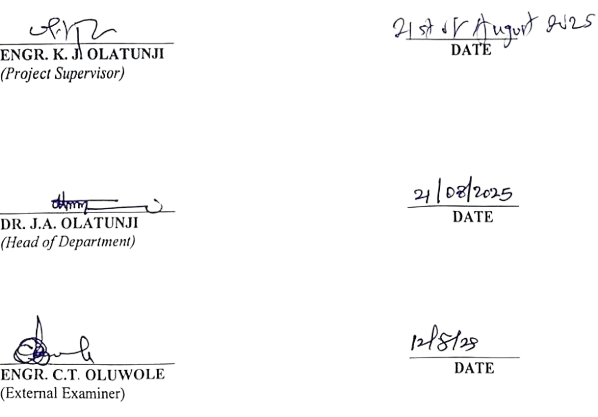 21st of August 2025
ENGR. K. J. OLATUNJI DATE
(Project Supervisor)
21/08/2025
DR. J.A. OLATUNJI DATE
(Head of Department)
12/8/25
ENGR. C.T. OLUWOLE DATE
(External Examiner)